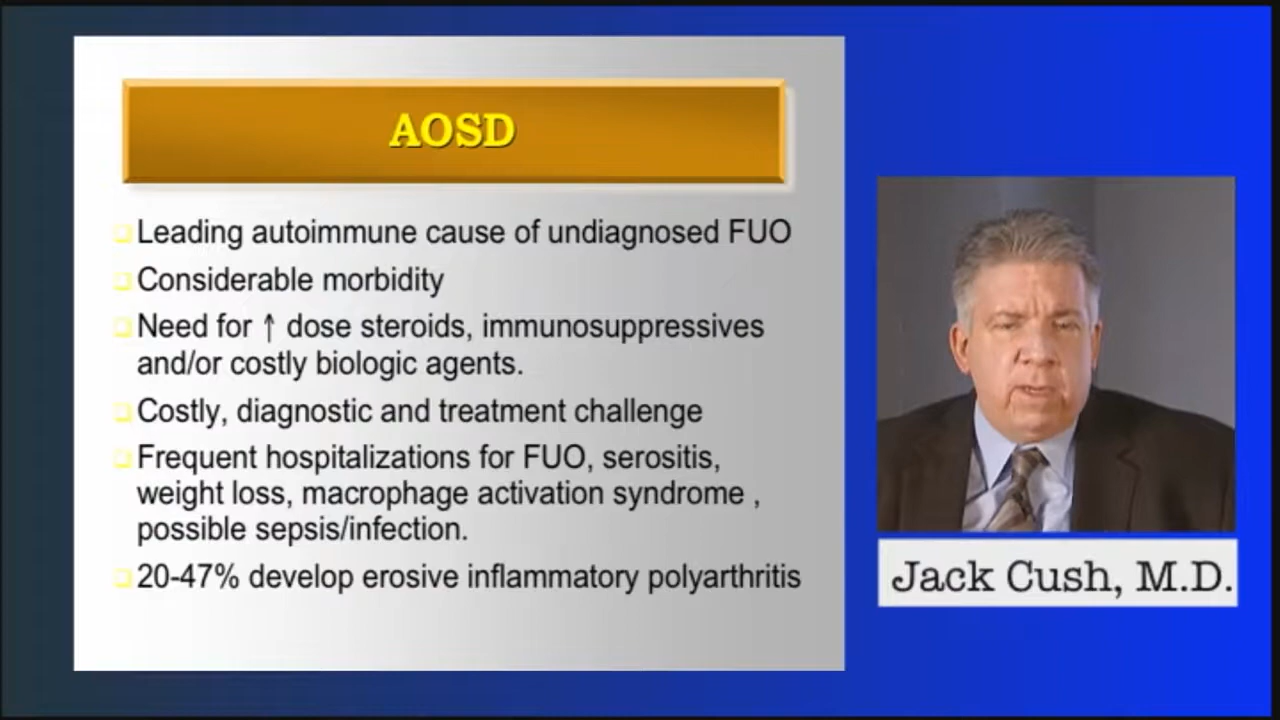 AOSD
Leading autoimmune cause of undiagnosed FUO
Considerable morbidity
Need for ↑ dose steroids, immunosuppressives
and/or costly biologic agents.
Costly, diagnostic and treatment challenge
Frequent hospitalizations for FUO, serositis,
weight loss, macrophage activation syndrome ,
possible sepsis/infection.
20-47% develop erosive inflammatory polyarthritis
Jack Cush, M.D.